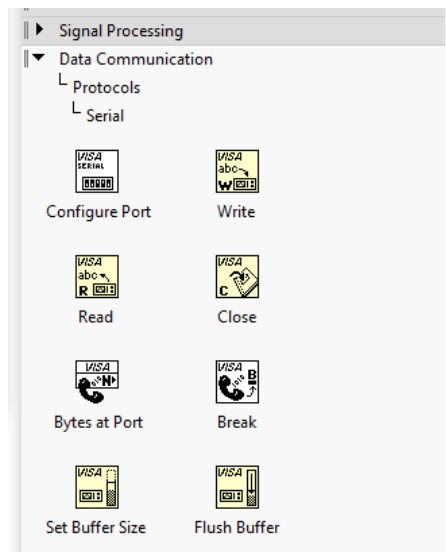 Signal Processing
Data Communication
Protocols
Serial
VISA VISA
SERIAL abc
W
Configure Port Write
VISA VISA
abc
R C
Read Close
VISA VISA
N B
Bytes at Port Break
VISA VISA
Set Buffer Size Flush Buffer